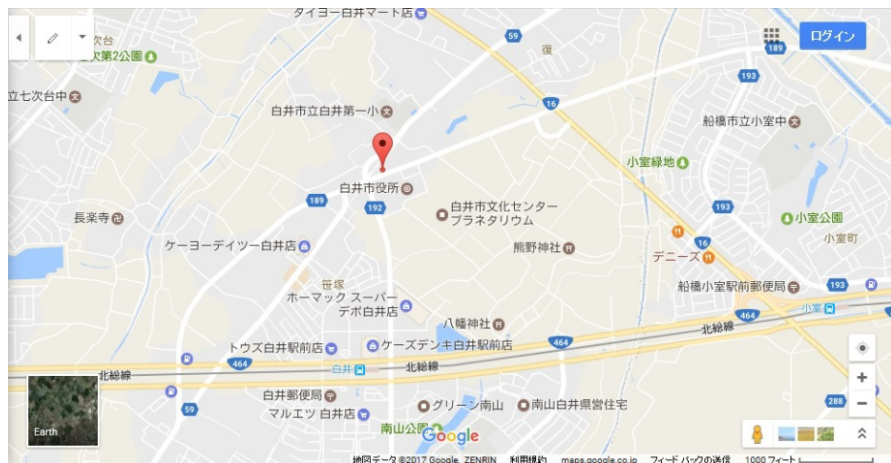 タイヨー白井マート店
59
189
ログイン
次台
次第2公園
復
193
立七次台中
16
白井市立白井第一小
船橋市立小室中
小室緑地
白井市役所
189
192
白井市文化センター
プラネタリウム
193
小室公園
長楽寺
16
小室町
ケーヨーデイツー白井店
熊野神社
デニーズ
笹塚
船橋小室駅前郵便局
193
ホーマック スーパー
デポ白井店
小室
八幡神社
464
464
北総線
トウズ白井駅前店
ケーズデンキ白井駅前店
464
北総線
白井
北総線
白井郵便局
グリーン南山
南山白井県営住宅
288
59
マルエツ 白井店
Earth
南山公園
Google
地図データ ©2017 Google, ZENRIN
利用規約
maps.google.co.jp
フィードバックの送信
1000 フィート